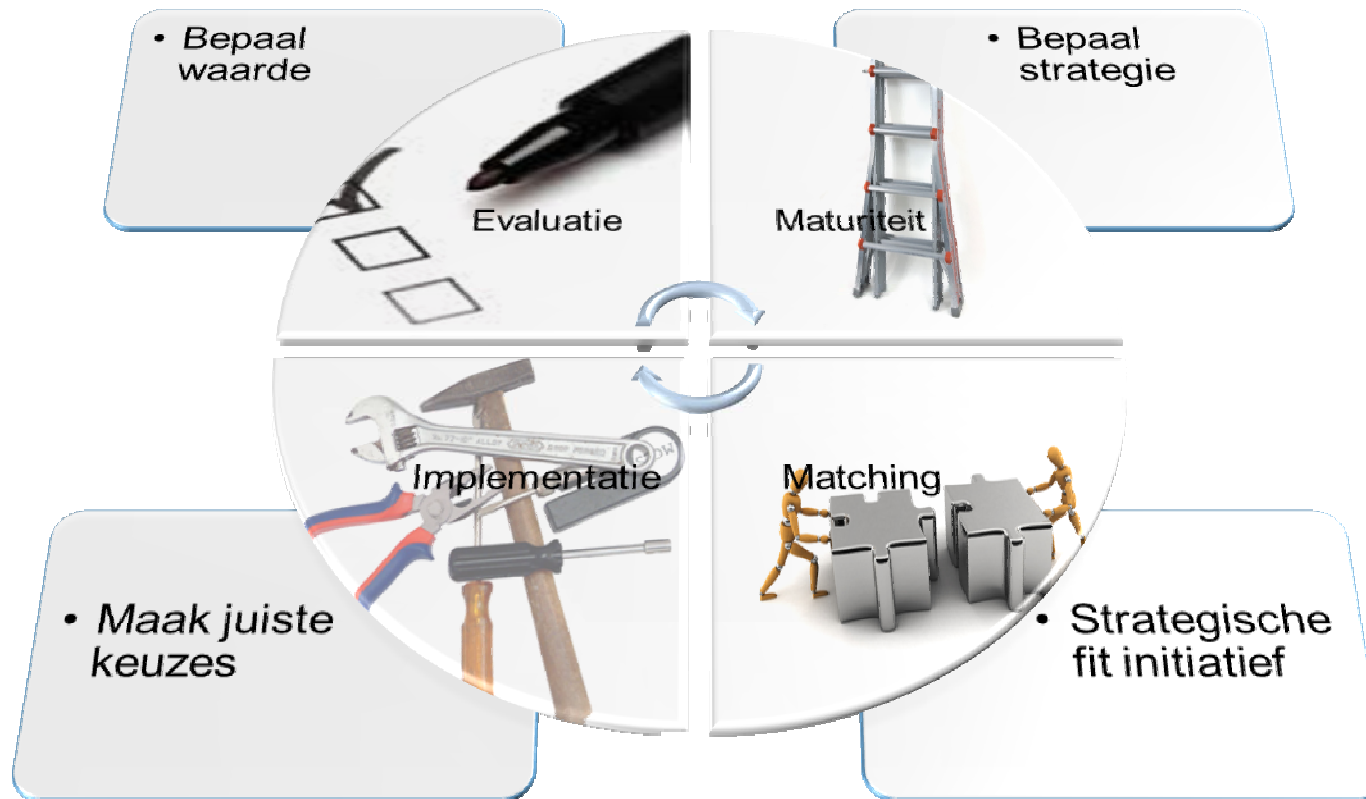 • Bepaal
waarde
• Bepaal
strategie
Evaluatie
Maturiteit
Implementatie
Matching
• Maak juiste
keuzes
• Strategische
fit initiatief